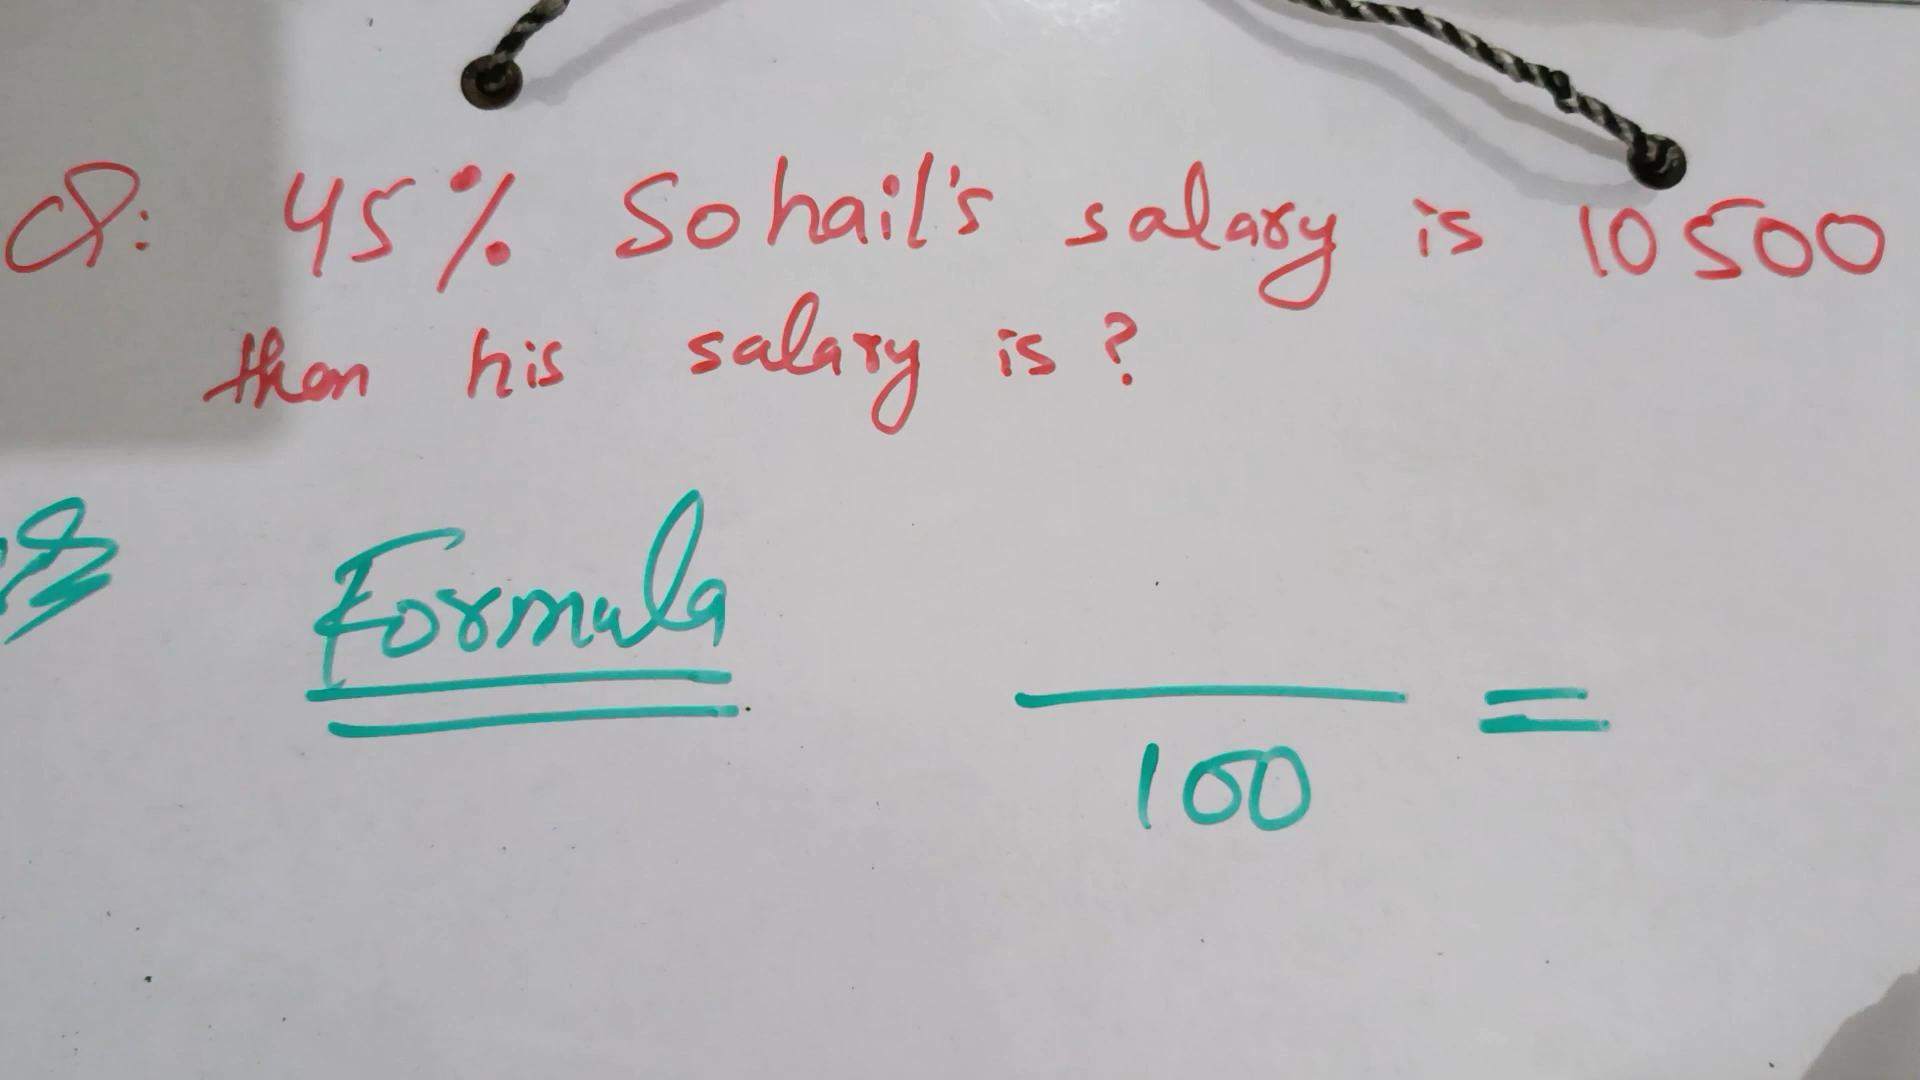 Q: 45% Sohail's salary is 10500
then his salary is?
Formula
100 =